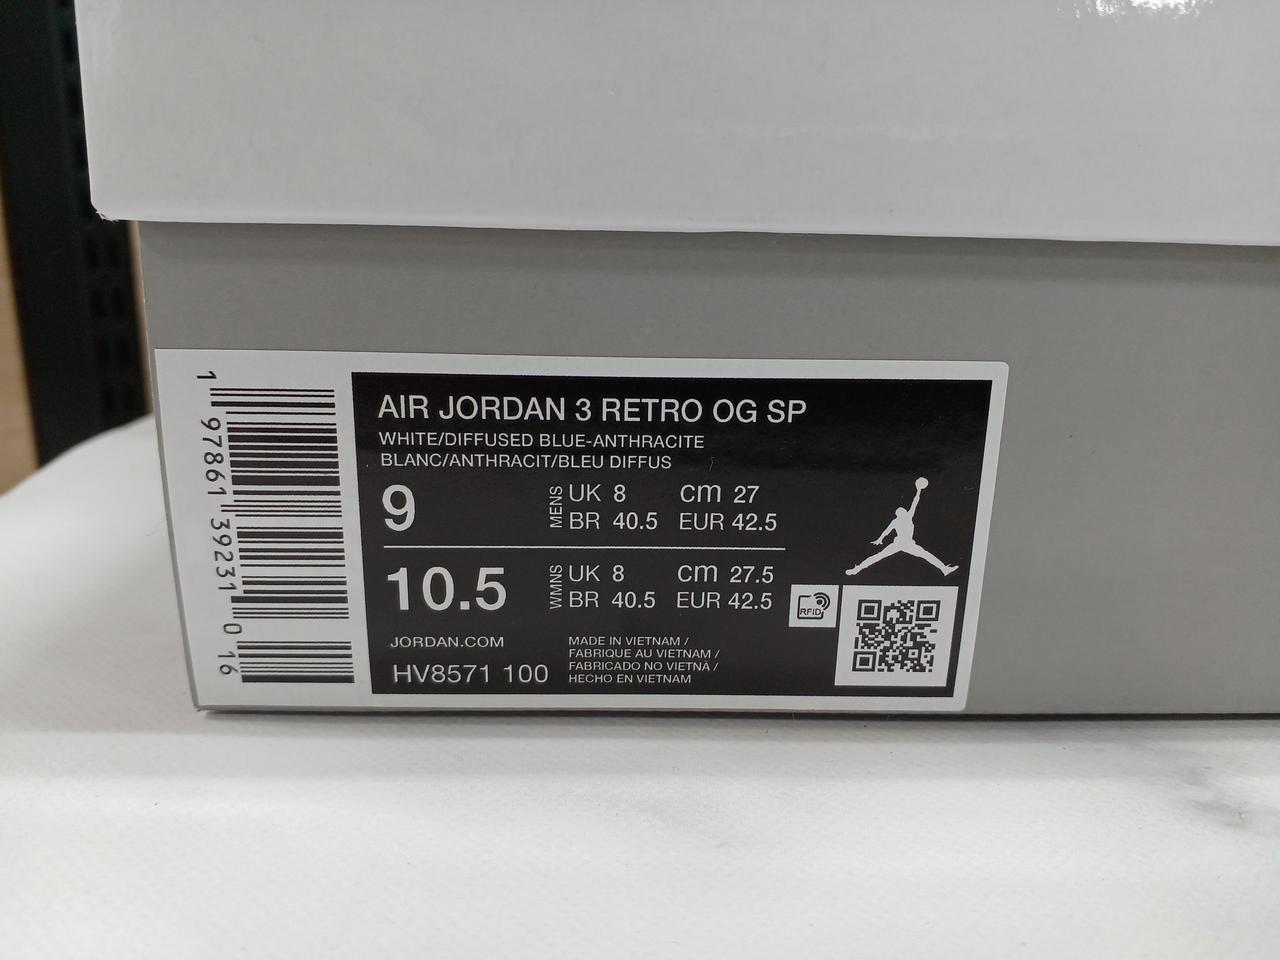 AIR JORDAN 3 RETRO OG SP
WHITE/DIFFUSED BLUE-ANTHRACITE
BLANC/ANTHRACIT/BLEU DIFFUS
9
MENS
UK 8 cm 27
BR 40.5 EUR 42.5
10.5
WMNS
UK 8 cm 27.5
BR 40.5 EUR 42.5
RFID
JORDAN.COM
HV8571 100
MADE IN VIETNAM /
FABRIQUE AU VIETNAM /
FABRICADO NO VIETNÃ /
HECHO EN VIETNAM
1 97861 39231 0 16